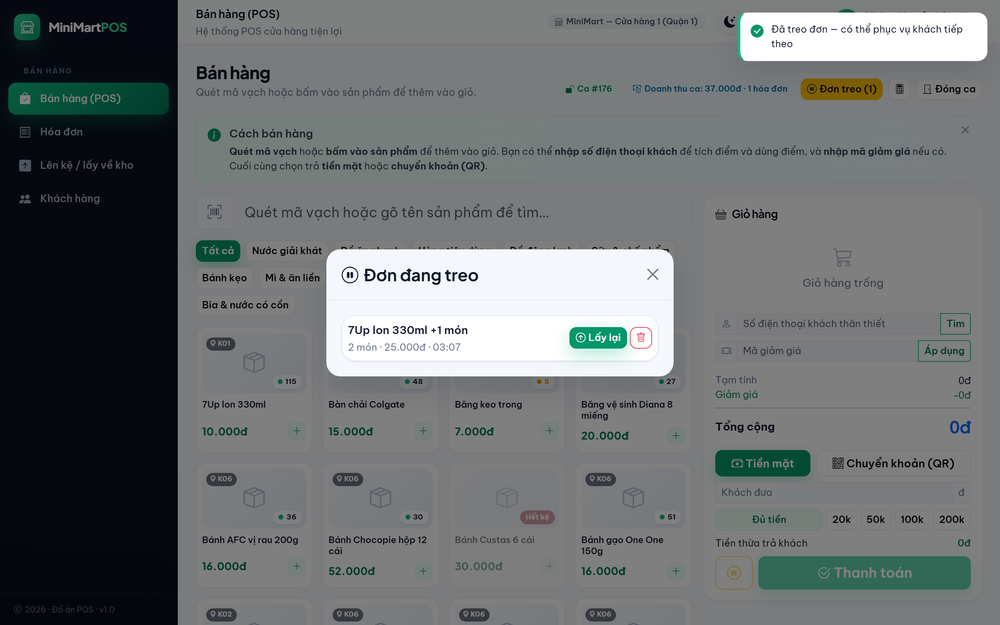 MiniMartPOS
BÁN HÀNG
Bán hàng (POS)
Hóa đơn
Lên kệ / lấy về kho
Khách hàng
© 2026 · Đồ án POS · v1.0
Bán hàng (POS)
Hệ thống POS cửa hàng tiện lợi
MiniMart — Cửa hàng 1 (Quận 1)
Đã treo đơn — có thể phục vụ khách tiếp
theo
Bán hàng
Quét mã vạch hoặc bấm vào sản phẩm để thêm vào giỏ.
Ca #176
Doanh thu ca: 37.000đ · 1 hóa đơn
Đơn treo (1)
Đóng ca
Cách bán hàng
Quét mã vạch hoặc bấm vào sản phẩm để thêm vào giỏ. Bạn có thể nhập số điện thoại khách để tích điểm và dùng điểm, và nhập mã giảm giá nếu có.
Cuối cùng chọn trả tiền mặt hoặc chuyển khoản (QR).
Quét mã vạch hoặc gõ tên sản phẩm để tìm...
Tất cả
Nước giải khát
Bánh kẹo
Mì & ăn liền
Bia & nước có cồn
Đơn đang treo
7Up lon 330ml +1 món
2 món · 25.000đ · 03:07
Lấy lại
K01
115
48
5
27
7Up lon 330ml
Bàn chải Colgate
Băng keo trong
Băng vệ sinh Diana 8
miếng
10.000đ
15.000đ
7.000đ
20.000đ
K06
36
K06
30
Hết kệ
K06
51
Bánh AFC vị rau 200g
Bánh Chocopie hộp 12
cái
Bánh Custas 6 cái
Bánh gạo One One
150g
16.000đ
52.000đ
30.000đ
16.000đ
K02
K06
K06
K06
Giỏ hàng
Giỏ hàng trống
Số điện thoại khách thân thiết
Tìm
Mã giảm giá
Áp dụng
Tạm tính
0đ
Giảm giá
-0đ
Tổng cộng
0đ
Tiền mặt
Chuyển khoản (QR)
Khách đưa
đ
Đủ tiền
20k
50k
100k
200k
Tiền thừa trả khách
0đ
Thanh toán